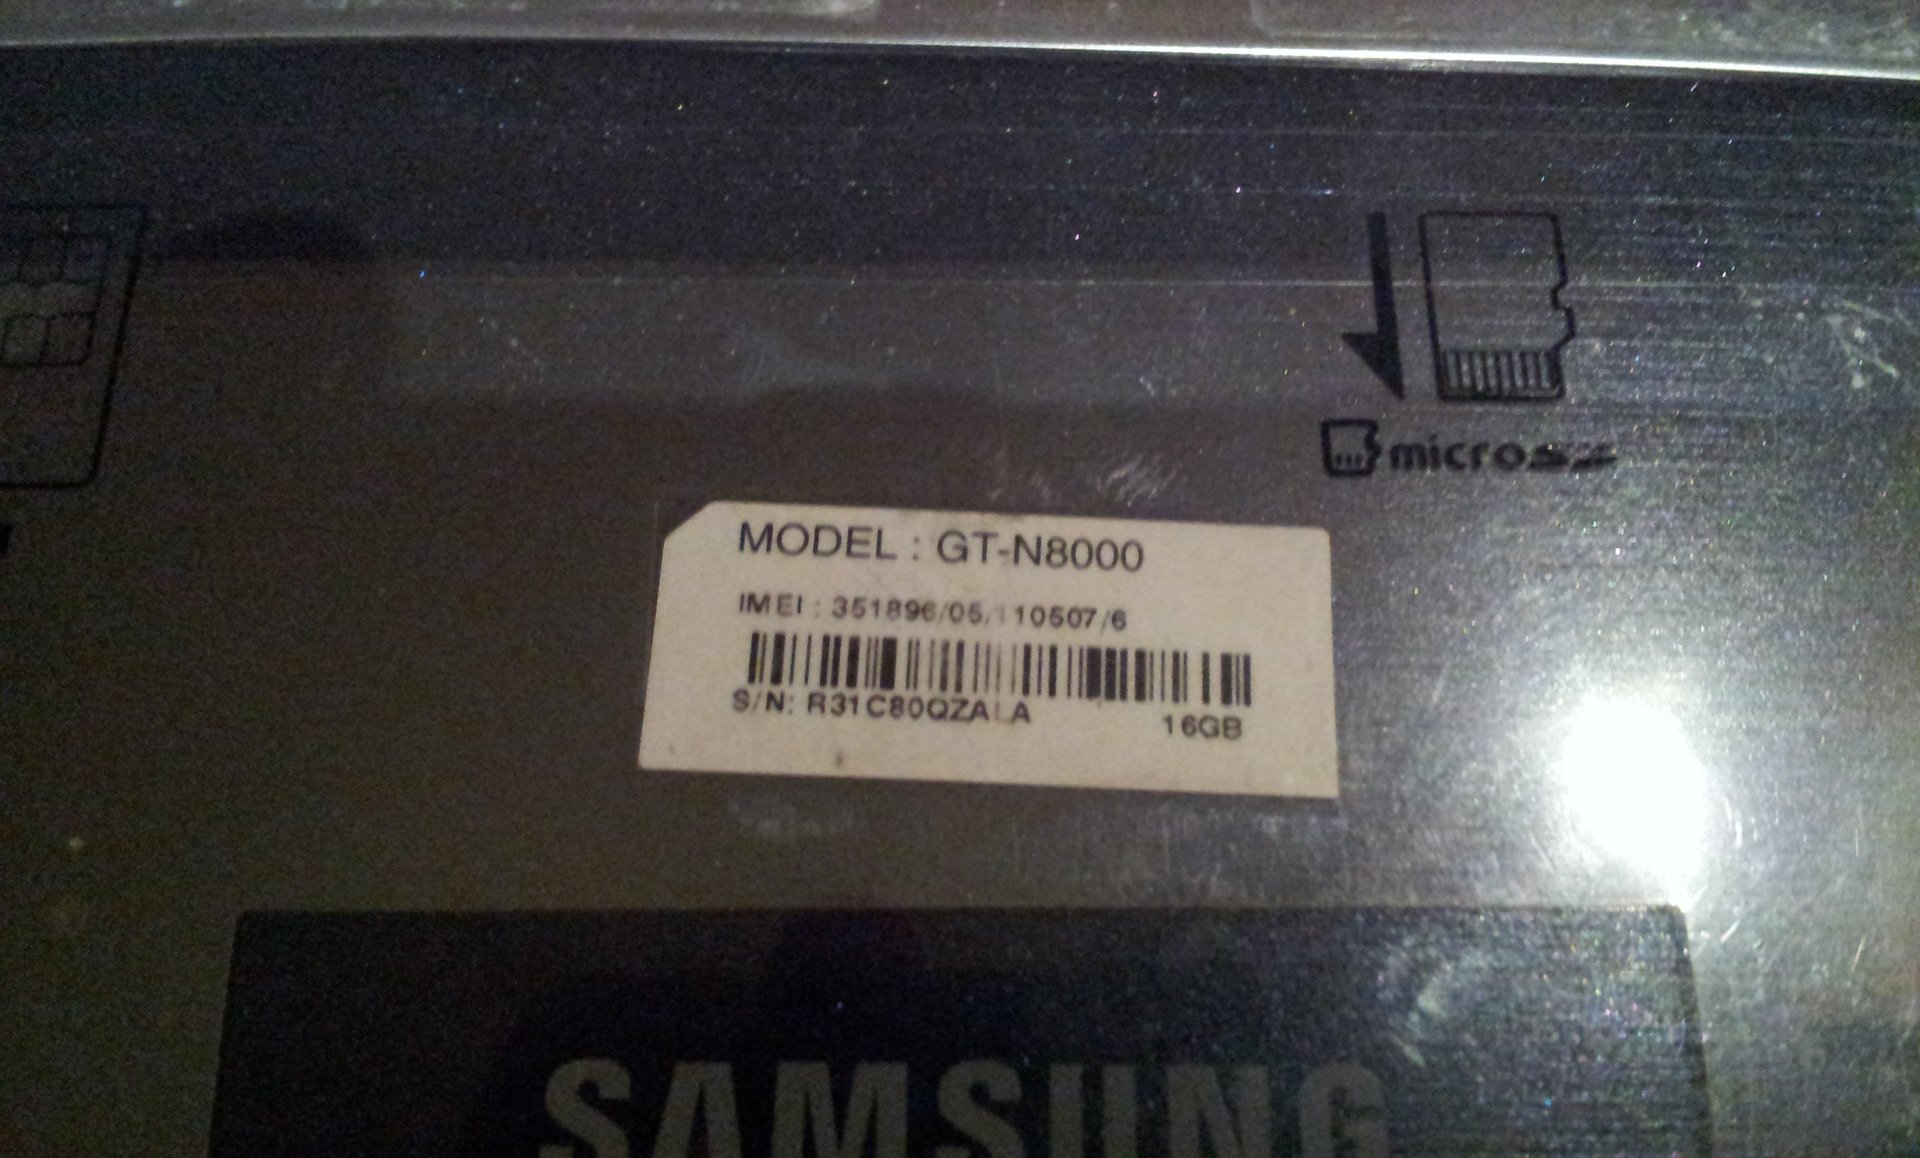 microSD
MODEL : GT-N8000
IMEI : 351896/05/110507/6
S/N: R31C80QZALA
16GB
SAMSUNG